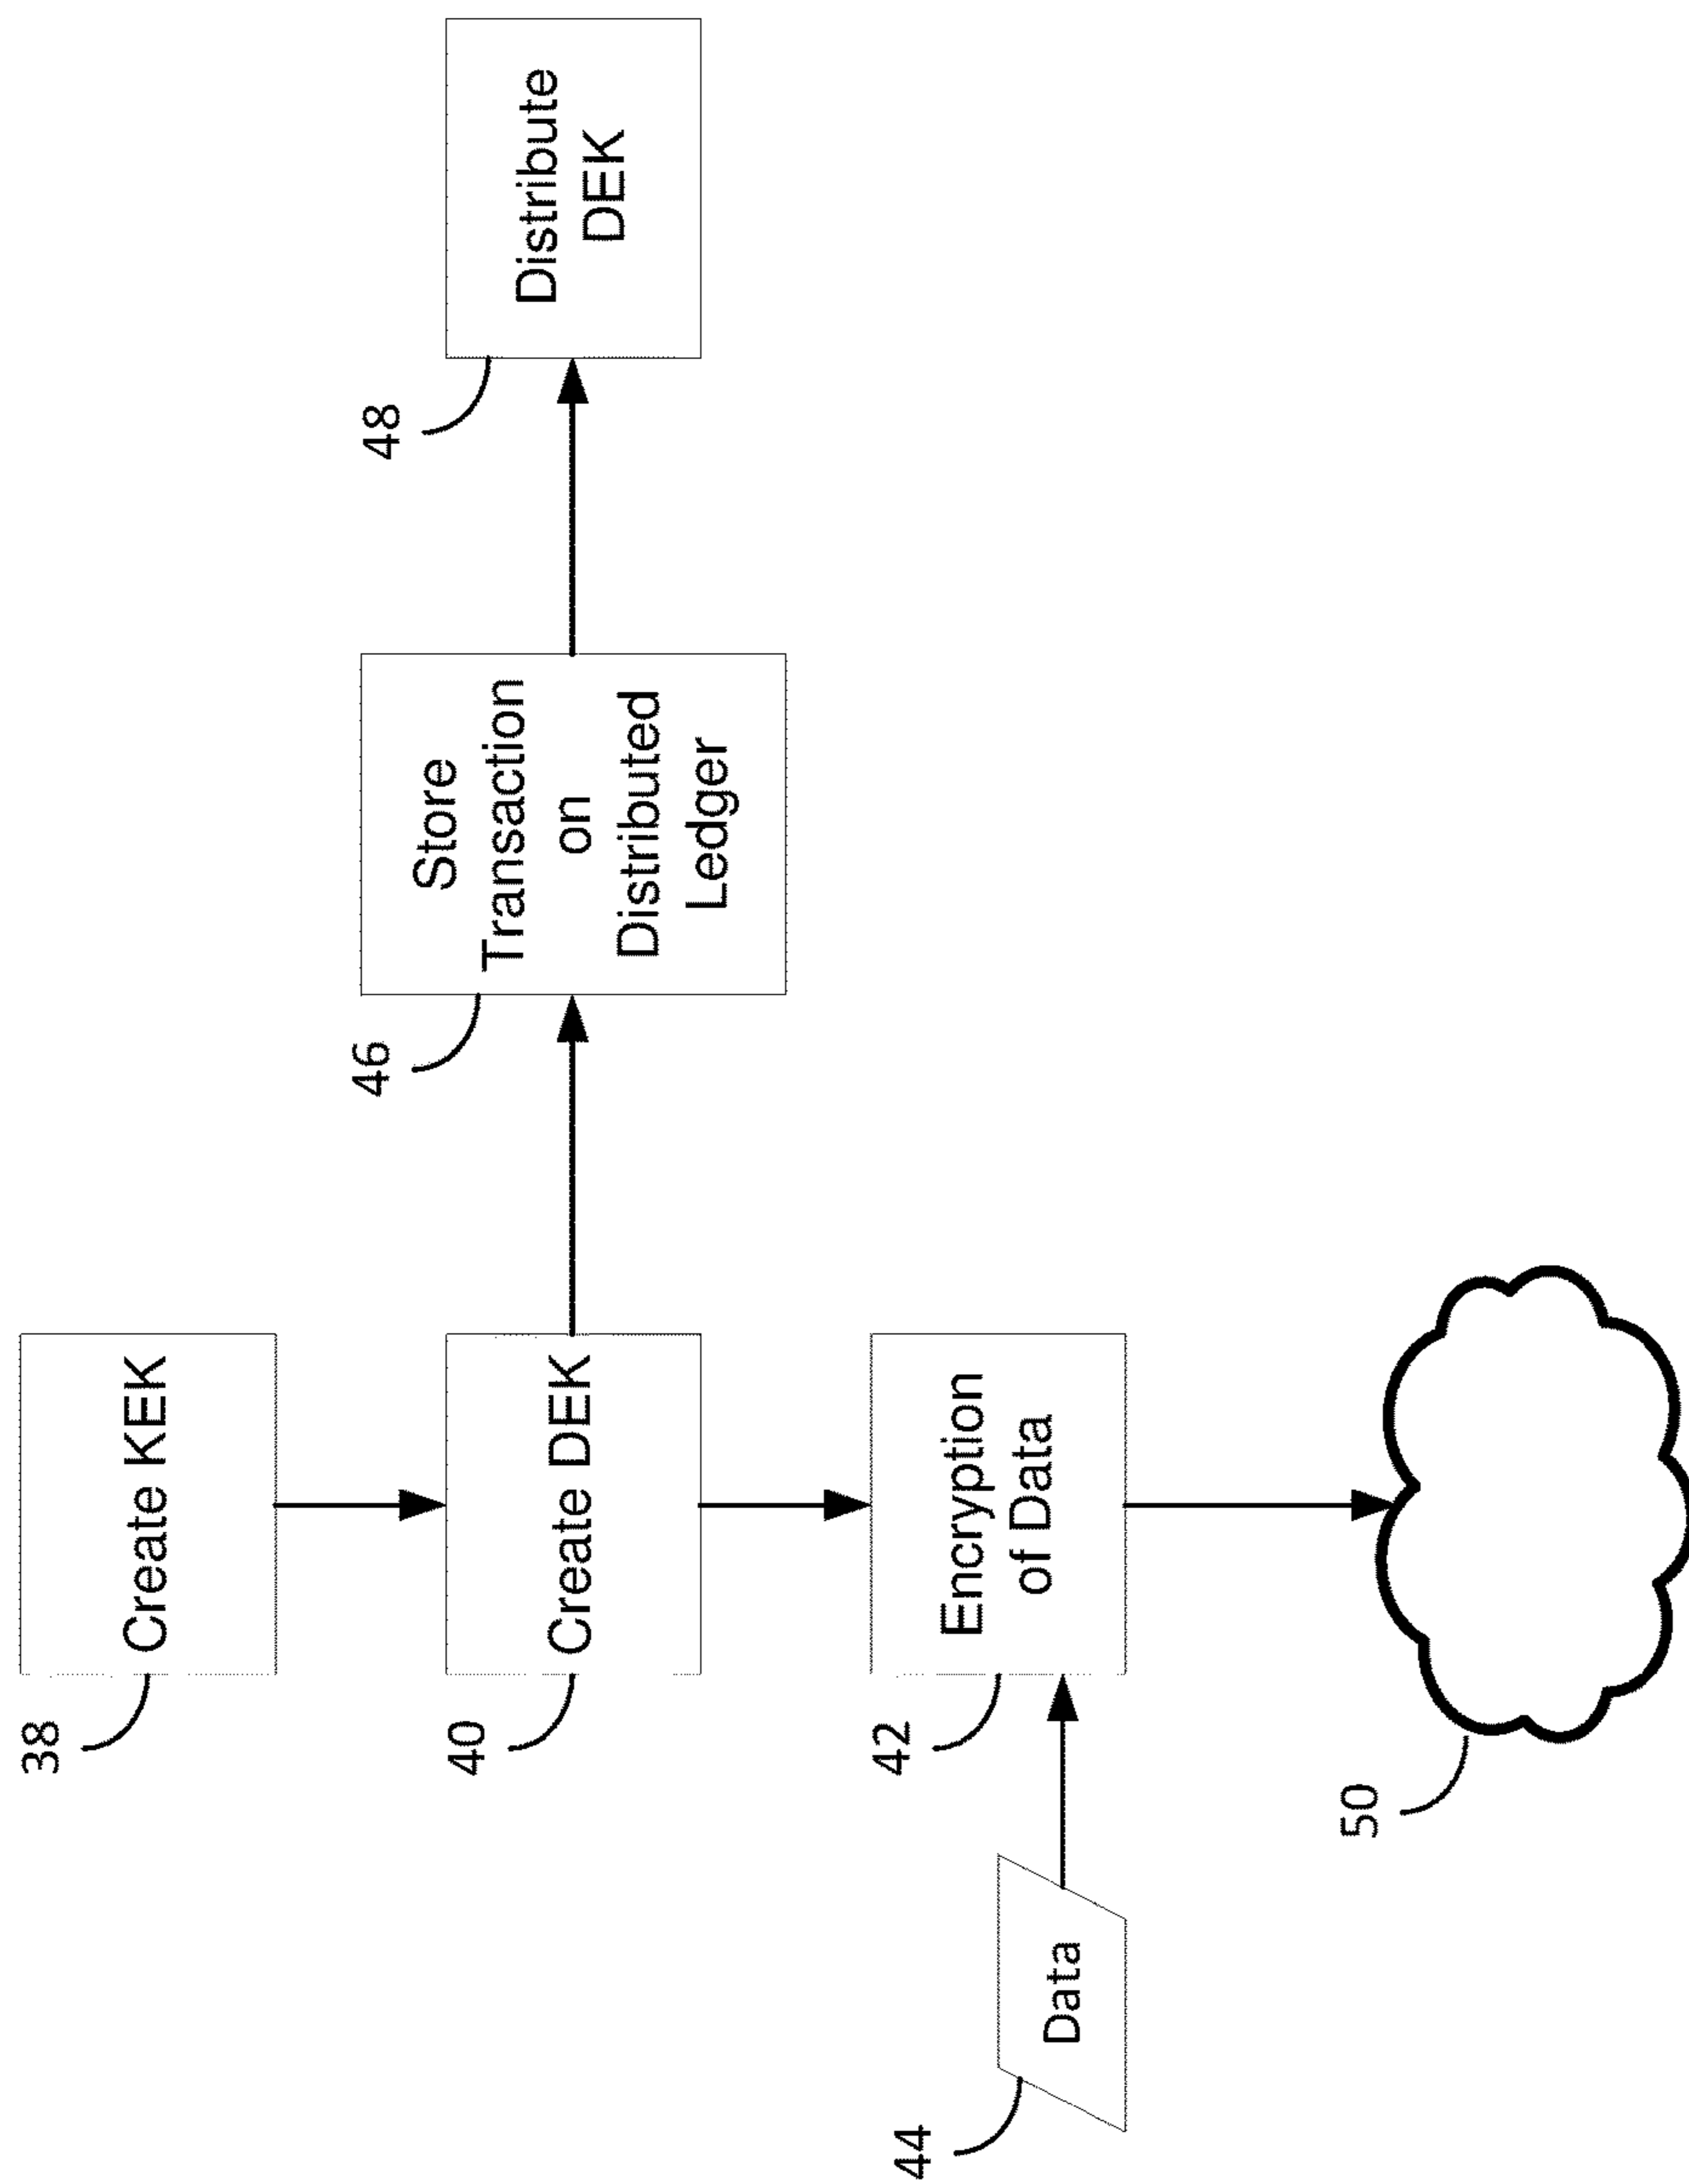 38
Create KEK
40
Create DEK
46
Store
Transaction
on
Distributed
Ledger
48
Distribute
DEK
42
Encryption
of Data
44
Data
50